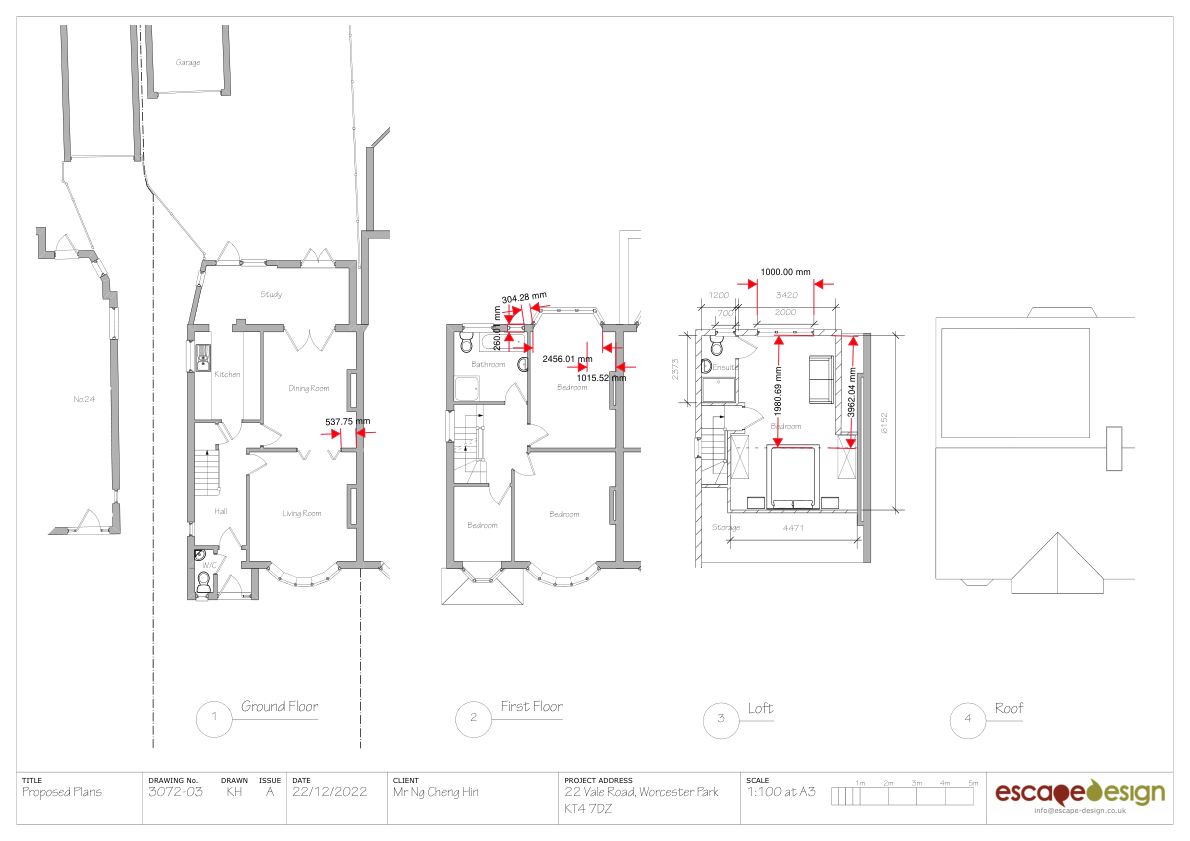 Garage
Study
Kitchen
Dining Room
No.24
537.75 mm
Hall
Living Room
W/C
304.28 mm
260.01 mm
2456.01 mm
1015.52 mm
Bathroom
Bedroom
Bedroom
Bedroom
1000.00 mm
1200
3420
700
2000
2373
Ensuite
1980.69 mm
3962.04 mm
6152
Bedroom
Storage
4471
1 Ground Floor
2 First Floor
3 Loft
4 Roof
TITLE
Proposed Plans
DRAWING No.
3072-03
DRAWN
KH
ISSUE
A
DATE
22/12/2022
CLIENT
Mr Ng Cheng Hin
PROJECT ADDRESS
22 Vale Road, Worcester Park
KT4 7DZ
SCALE
1:100 at A3
1m 2m 3m 4m 5m
escapedesign
info@escape-design.co.uk